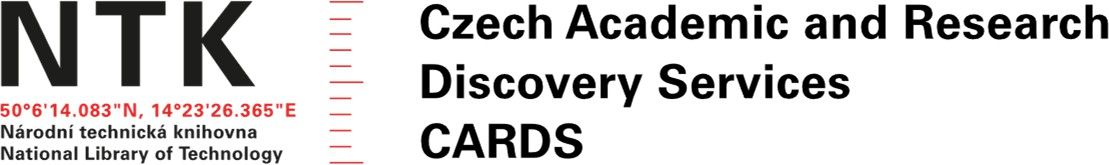 NTK
50°6'14.083"N, 14°23'26.365"E
Národní technická knihovna
National Library of Technology
Czech Academic and Research
Discovery Services
CARDS